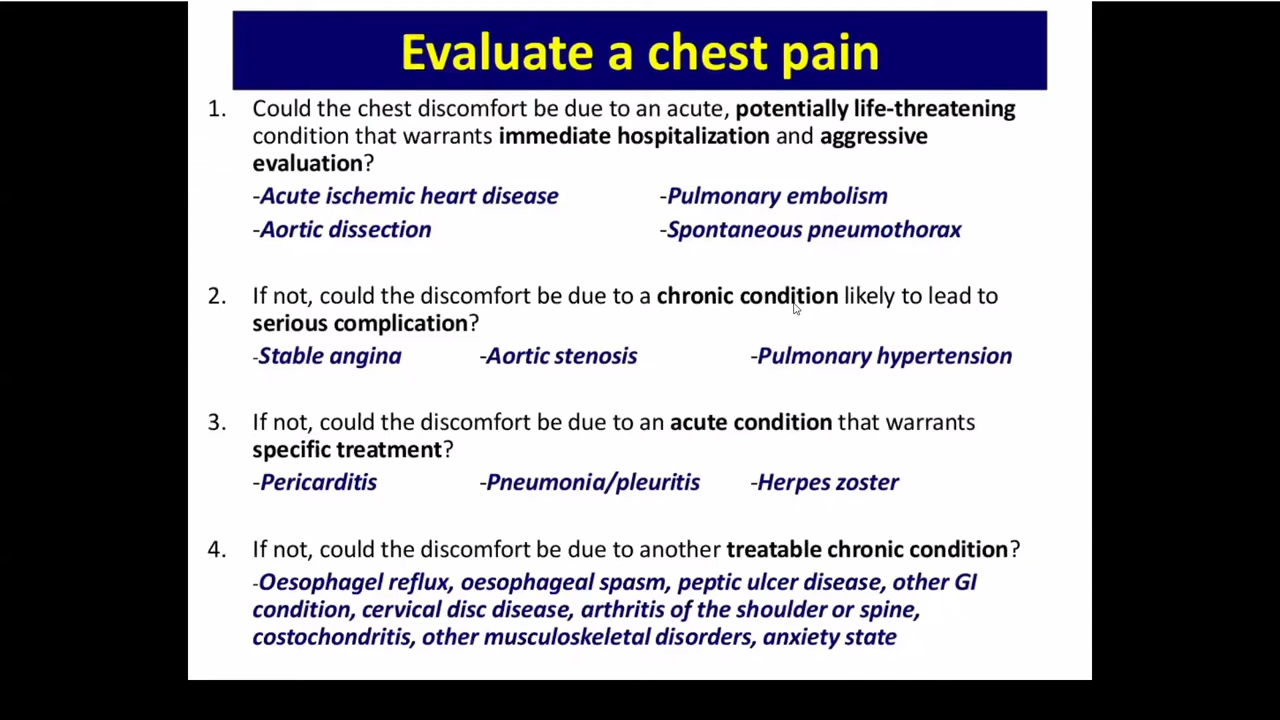 Evaluate a chest pain
1. Could the chest discomfort be due to an acute, potentially life-threatening
condition that warrants immediate hospitalization and aggressive
evaluation?
-Acute ischemic heart disease -Pulmonary embolism
-Aortic dissection -Spontaneous pneumothorax
2. If not, could the discomfort be due to a chronic condition likely to lead to
serious complication?
-Stable angina -Aortic stenosis -Pulmonary hypertension
3. If not, could the discomfort be due to an acute condition that warrants
specific treatment?
-Pericarditis -Pneumonia/pleuritis -Herpes zoster
4. If not, could the discomfort be due to another treatable chronic condition?
-Oesophagel reflux, oesophageal spasm, peptic ulcer disease, other GI
condition, cervical disc disease, arthritis of the shoulder or spine,
costochondritis, other musculoskeletal disorders, anxiety state